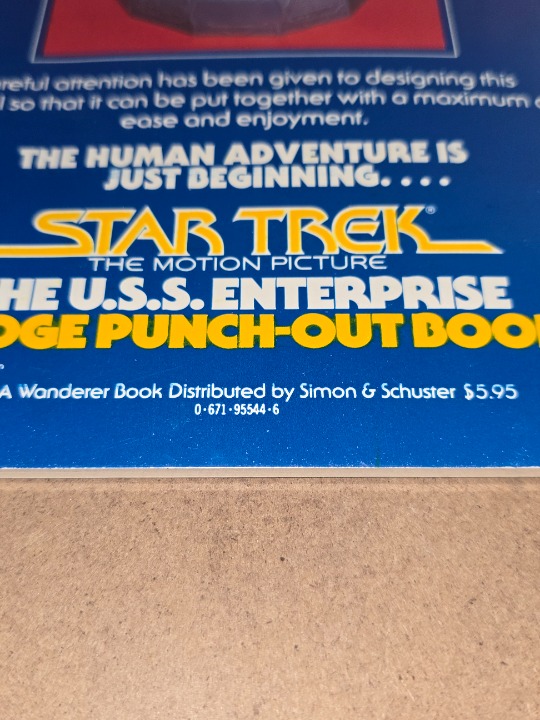 reful attention has been given to designing this
l so that it can be put together with a maximum o
ease and enjoyment.
THE HUMAN ADVENTURE IS
JUST BEGINNING. . . .
STAR TREK®
THE MOTION PICTURE
HE U.S.S. ENTERPRISE
DGE PUNCH-OUT BOO
A Wanderer Book Distributed by Simon & Schuster $5.95
0-671-95544-6